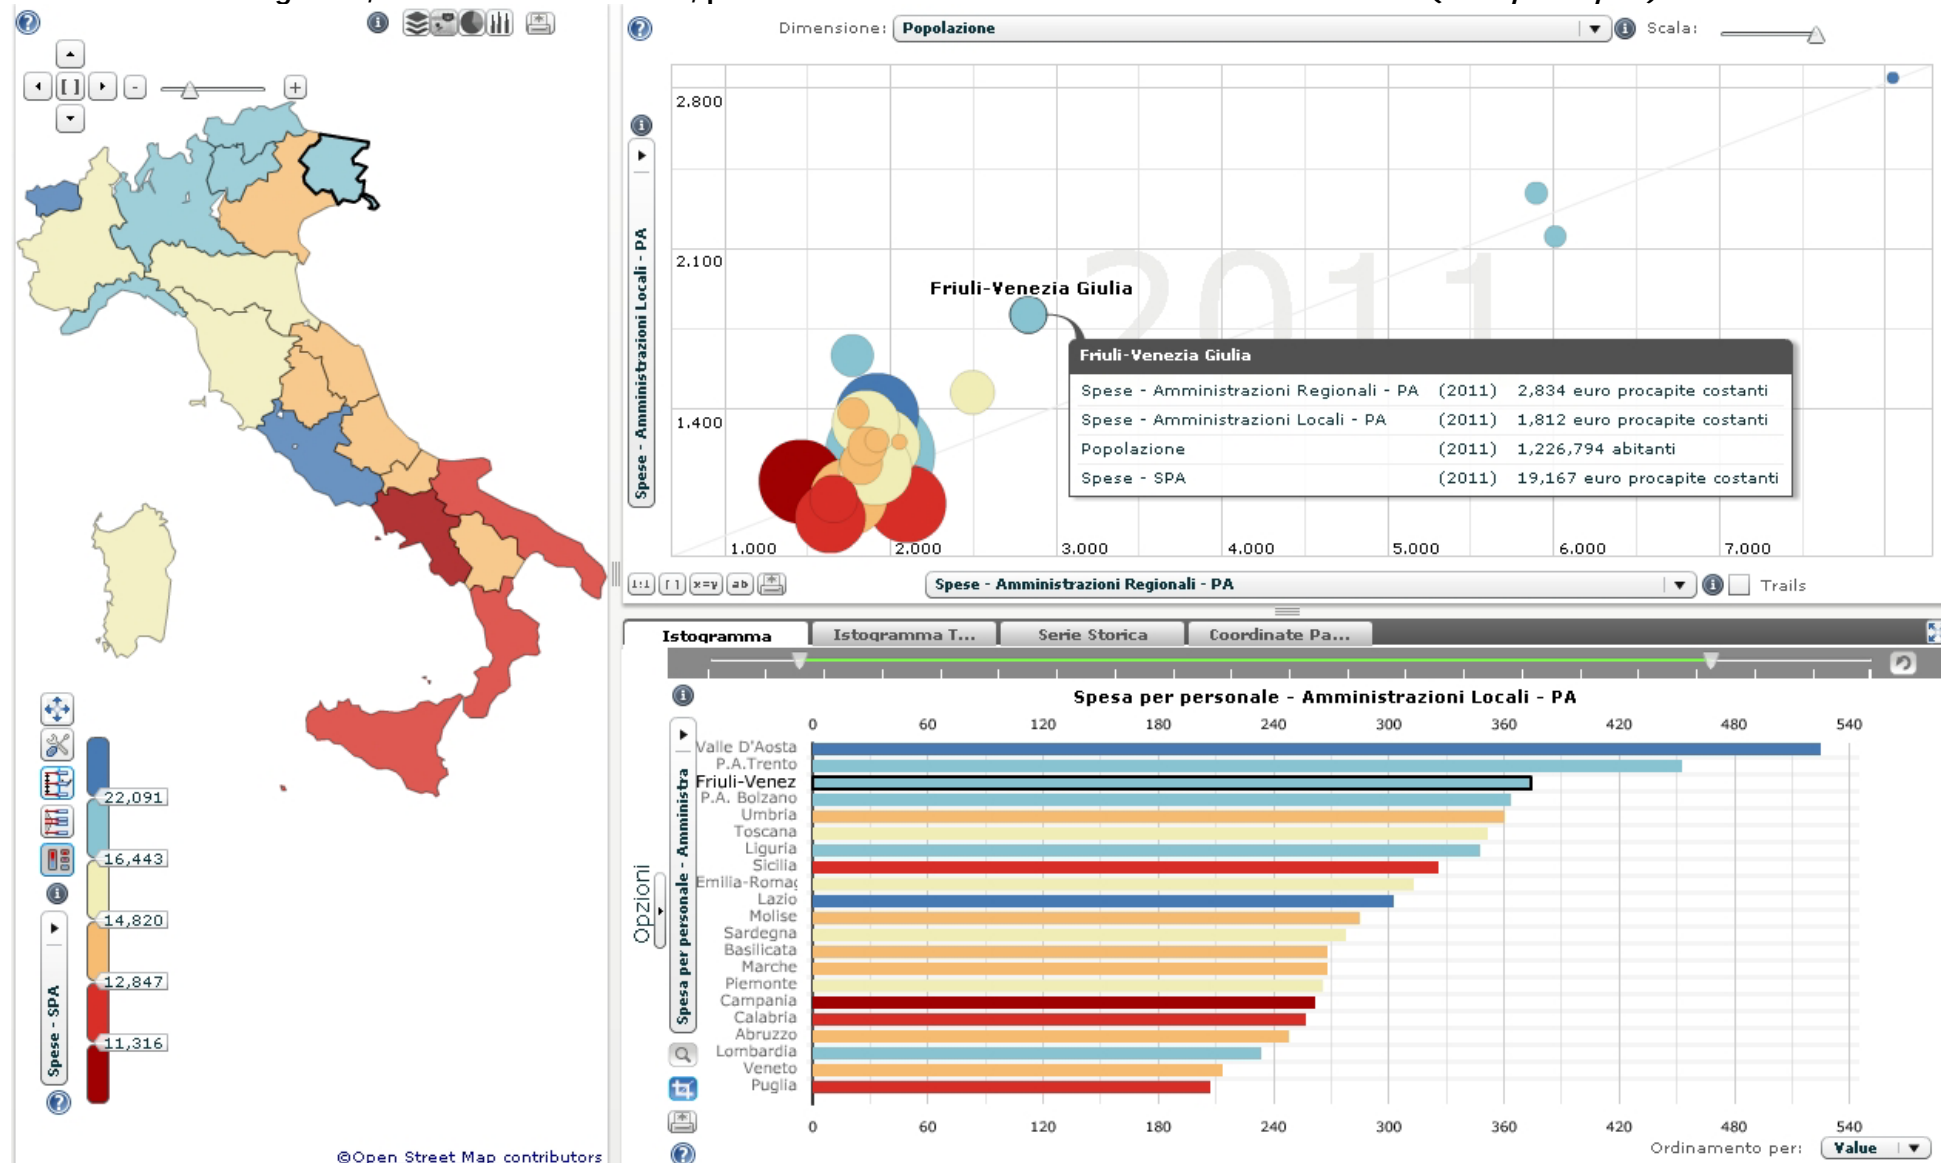 Dimensione: Popolazione
Scala:
2011
2.800
2.100
1.400
1.000 2.000 3.000 4.000 5.000 6.000 7.000
Spese - Amministrazioni Locali - PA
Friuli-Venezia Giulia
Friuli-Venezia Giulia
Spese - Amministrazioni Regionali - PA (2011) 2,834 euro procapite costanti
Spese - Amministrazioni Locali - PA (2011) 1,812 euro procapite costanti
Popolazione (2011) 1,226,794 abitanti
Spese - SPA (2011) 19,167 euro procapite costanti
1:1 [ ] x=y ab
Spese - Amministrazioni Regionali - PA
Trails
Istogramma
Istogramma T...
Serie Storica
Coordinate Pa...
Spesa per personale - Amministrazioni Locali - PA
0 60 120 180 240 300 360 420 480 540
Valle D'Aosta
P.A.Trento
Friuli-Venez
P.A. Bolzano
Umbria
Toscana
Liguria
Sicilia
Emilia-Romag
Lazio
Molise
Sardegna
Basilicata
Marche
Piemonte
Campania
Calabria
Abruzzo
Lombardia
Veneto
Puglia
0 60 120 180 240 300 360 420 480 540
Spesa per personale - Amministra
Opzioni
Ordinamento per: Value
22,091
16,443
14,820
12,847
11,316
Spese - SPA
©Open Street Map contributors